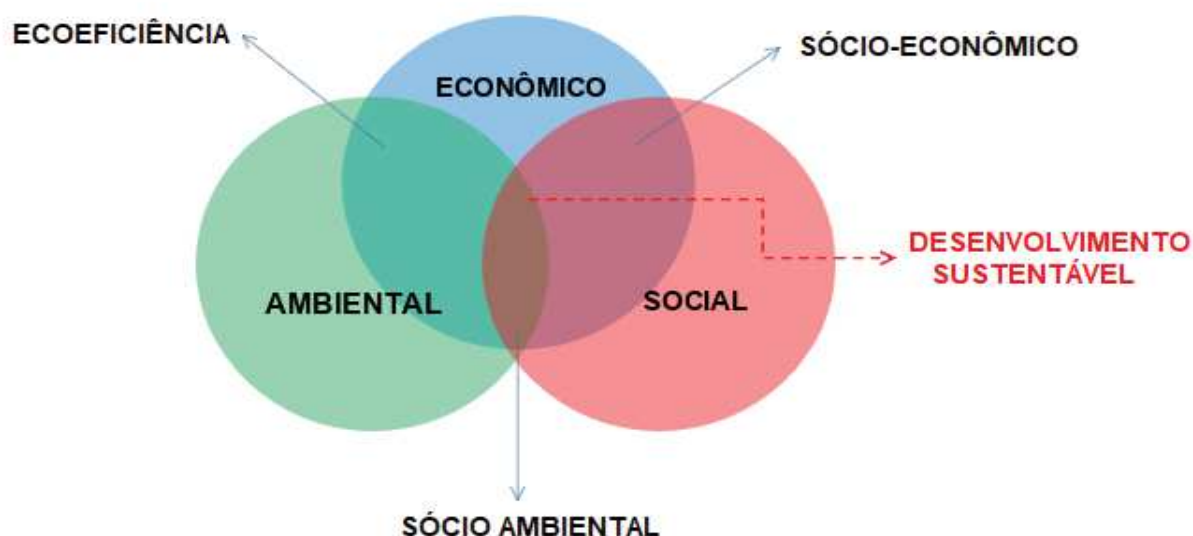 ECOEFICIÊNCIA
SÓCIO-ECONÔMICO
ECONÔMICO
DESENVOLVIMENTO
SUSTENTÁVEL
AMBIENTAL
SOCIAL
SÓCIO AMBIENTAL